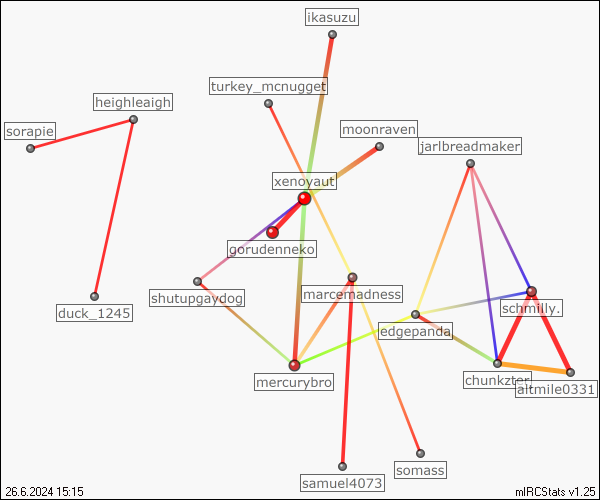 ikasuzu
turkey_mcnugget
heighleaigh
sorapie
moonraven
jarlbreadmaker
xenoyaut
gorudenneko
shutupgaydog
marcemadness
duck_1245
schmilly.
edgepanda
mercurybro
chunkzter
altmile0331
somass
samuel4073
26.6.2024 15:15
mIRCStats v1.25